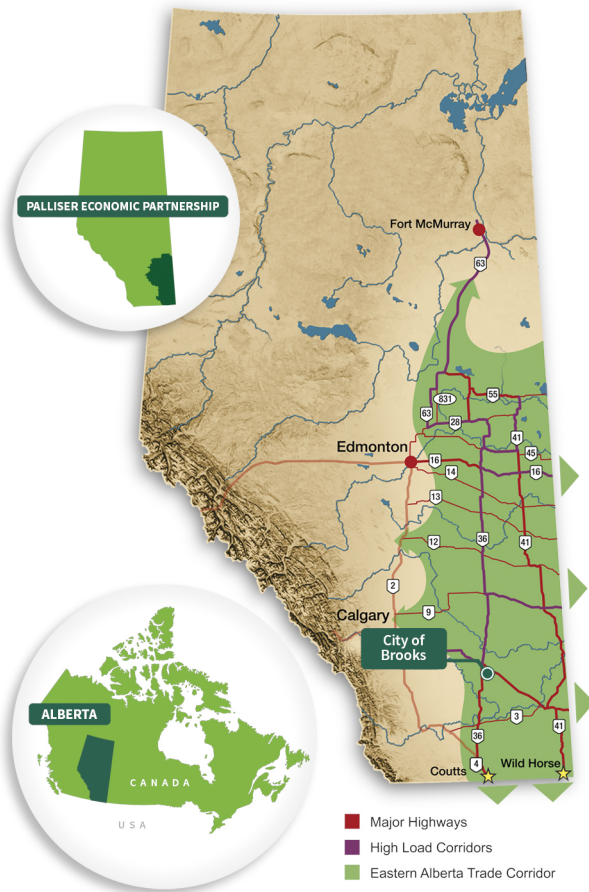 PALLISER ECONOMIC PARTNERSHIP
Fort McMurray
63
55
831
63
28
41
45
Edmonton
16
16
14
13
36
41
12
2
9
Calgary
City of
Brooks
ALBERTA
CANADA
USA
3
41
36
4
Coutts
Wild Horse
Major Highways
High Load Corridors
Eastern Alberta Trade Corridor